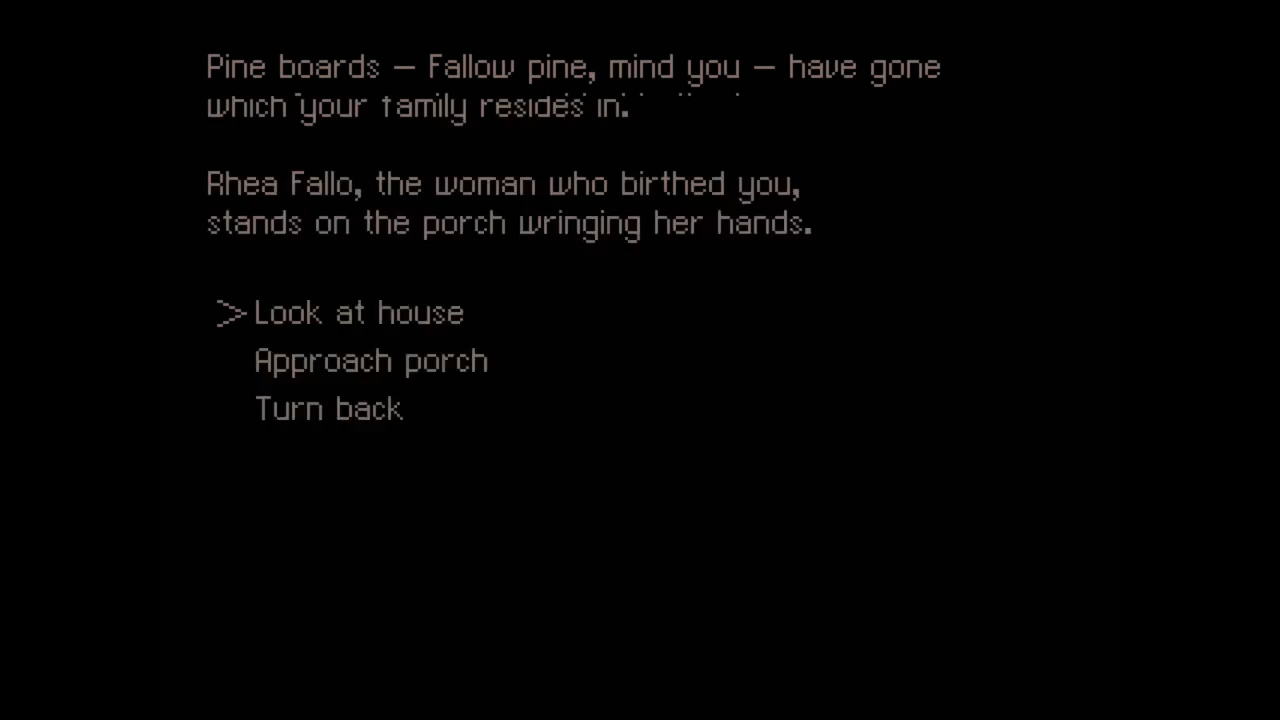 Pine boards — Fallow pine, mind you — have gone
which your family resides in.
Rhea Fallo, the woman who birthed you,
stands on the porch wringing her hands.
> Look at house
Approach porch
Turn back